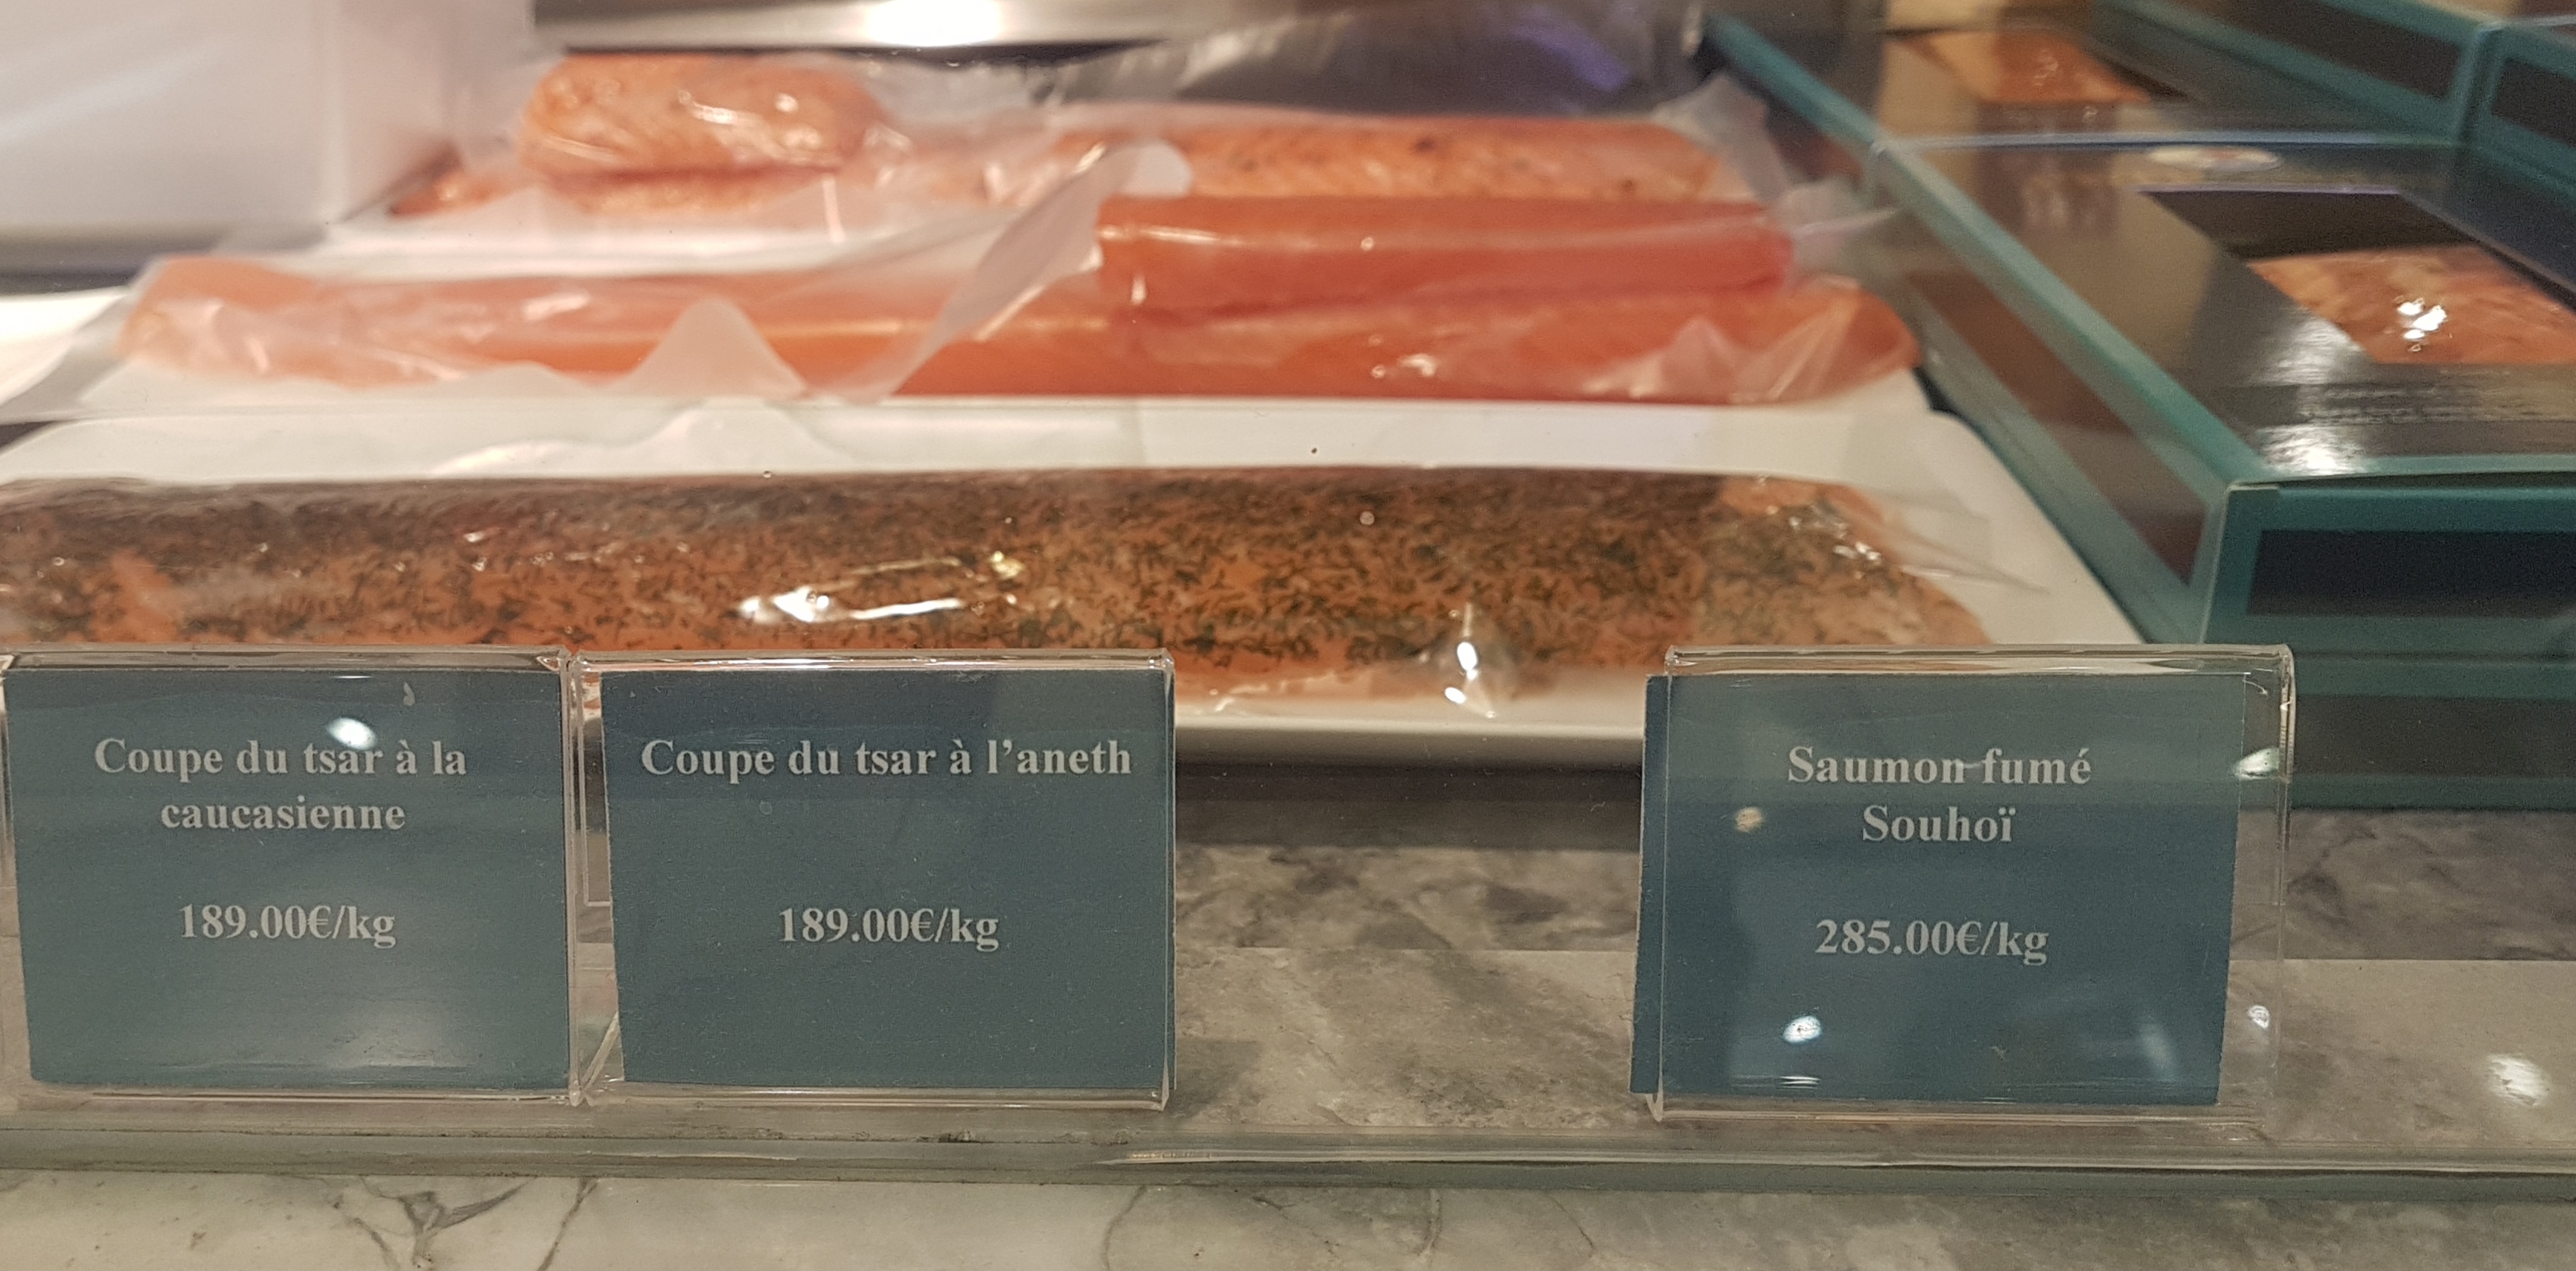 Coupe du tsar à la
caucasienne
189.00€/kg
Coupe du tsar à l’aneth
189.00€/kg
Saumon fumé
Souhoï
285.00€/kg